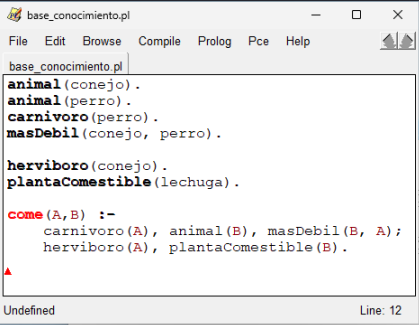 base_conocimiento.pl
File Edit Browse Compile Prolog Pce Help
base_conocimiento.pl
animal(conejo).
animal(perro).
carnivoro(perro).
masDebil(conejo, perro).
herviboro(conejo).
plantaComestible(lechuga).
come(A,B) :-
carnivoro(A), animal(B), masDebil(B, A);
herviboro(A), plantaComestible(B).
Undefined Line: 12